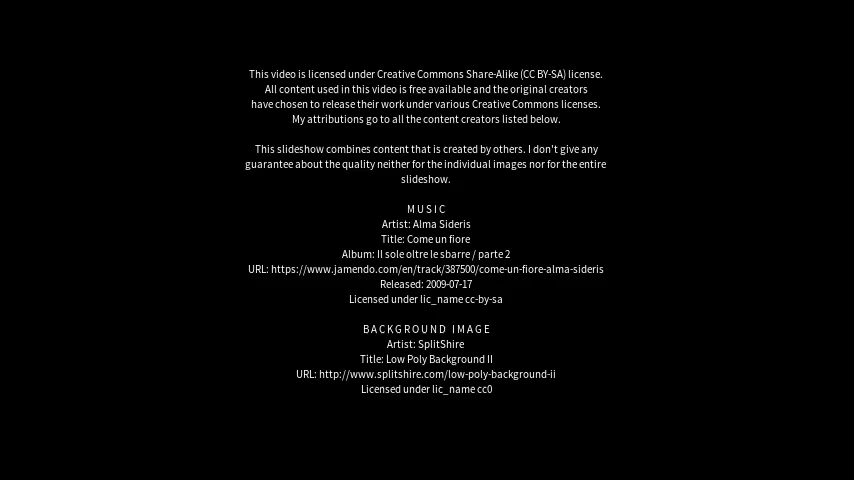 This video is licensed under Creative Commons Share-Alike (CC BY-SA) license.
All content used in this video is free available and the original creators
have chosen to release their work under various Creative Commons licenses.
My attributions go to all the content creators listed below.
This slideshow combines content that is created by others. I don't give any
guarantee about the quality neither for the individual images nor for the entire
slideshow.
MUSIC
Artist: Alma Sideris
Title: Come un fiore
Album: Il sole oltre le sbarre / parte 2
URL: https://www.jamendo.com/en/track/387500/come-un-fiore-alma-sideris
Released: 2009-07-17
Licensed under lic_name cc-by-sa
BACKGROUND IMAGE
Artist: SplitShire
Title: Low Poly Background II
URL: http://www.splitshire.com/low-poly-background-ii
Licensed under lic_name cc0